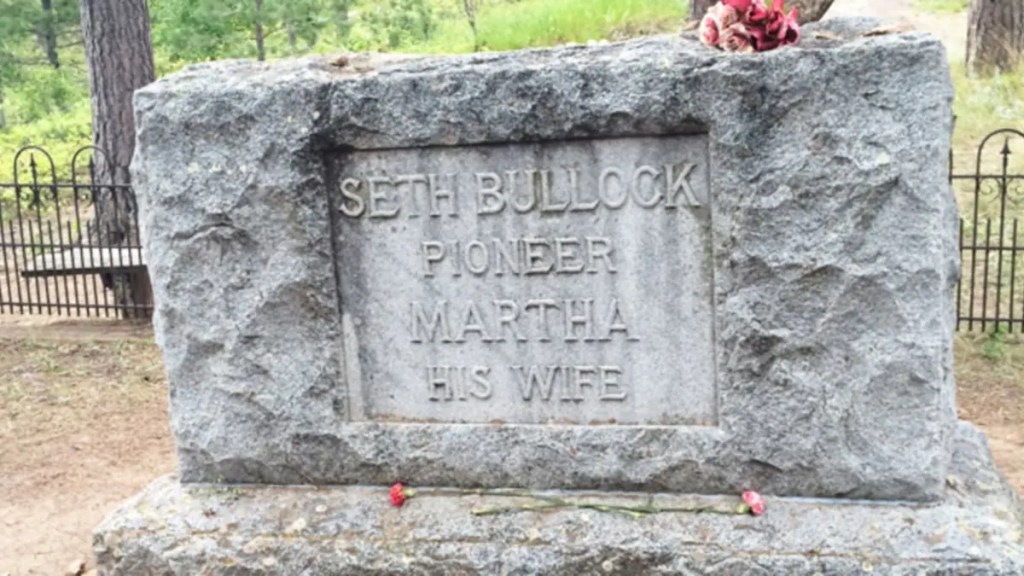 SETH BULLOCK
PIONEER
MARTHA
HIS WIFE